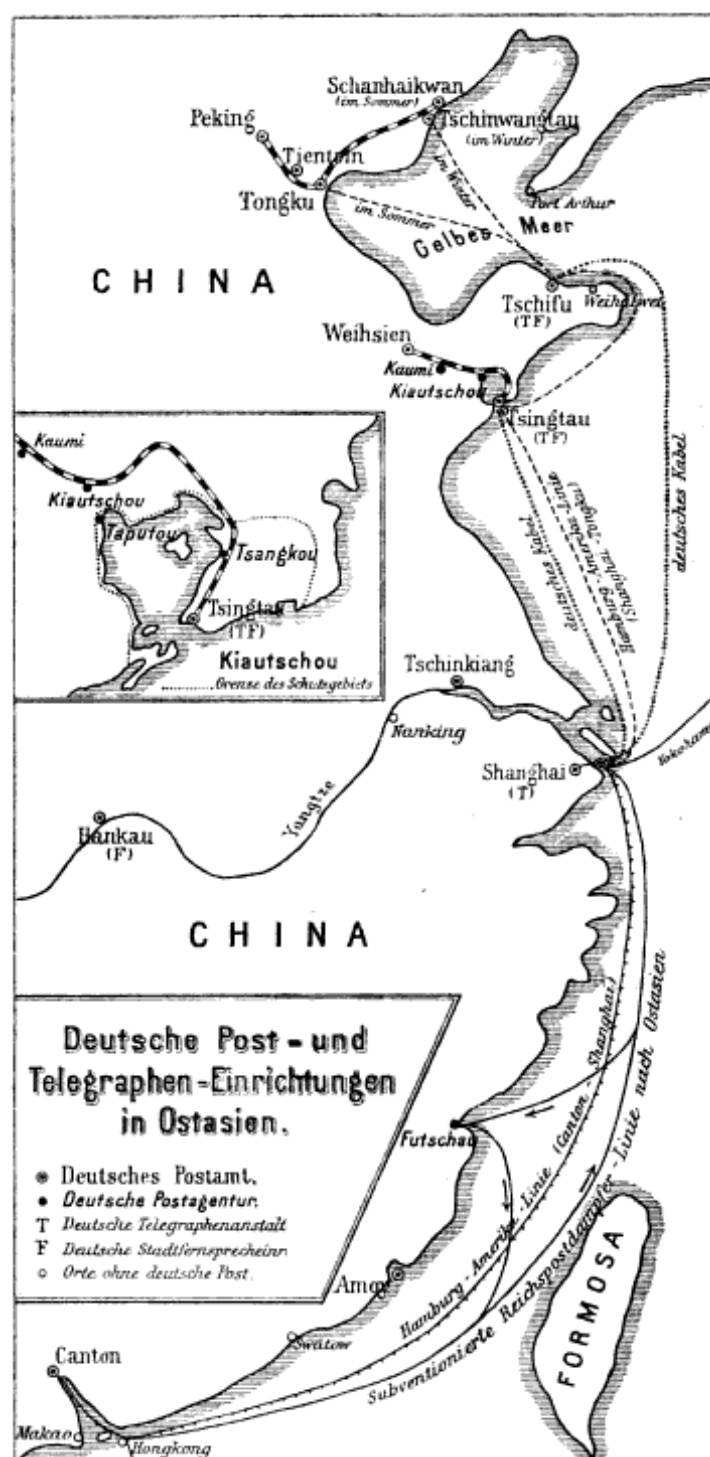 Schanhaikwan
(im Sommer)
Peking
Tschinwangtau
(im Winter)
Tientsin
Tongku
im Winter
im Sommer
Port Arthur
Gelbes Meer
CHINA
Tschifu
(TF)
Weihaiwei
Weihsien
Kaumi
Kiautschou
Tsingtau
(TF)
deutsches Kabel
Hamburg-Amerika-Linie
(Shanghai-Tongku)
deutsches Kabel
Kaumi
Kiautschou
Taputou
Tsangkou
Tsingtau
(TF)
Kiautschou
Grense des Schutsgebiets
Tschinkiang
Nanking
Shanghai
(T)
Yokohama
Yangtze
Hankau
(F)
CHINA
Deutsche Post-und
Telegraphen-Einrichtungen
in Ostasien.
Deutsches Postamt.
Deutsche Postagentur.
T Deutsche Telegraphenanstalt
F Deutsche Stadtfernsprecheinr.
Orte ohne deutsche Post.
Futschau
Hamburg-Amerika-Linie (Canton-Shanghai)
Subventionierte Reichspostdampfer-Linie nach Ostasien
FORMOSA
Amoy
Swatow
Canton
Makao
Hongkong